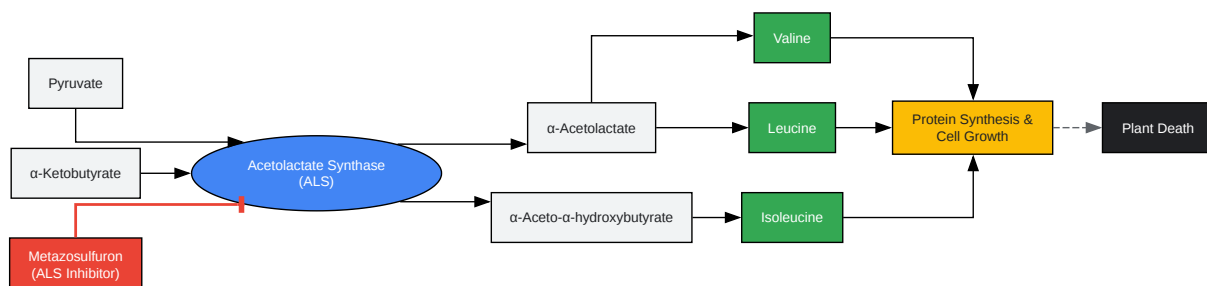 Valine
Pyruvate
α-Acetolactate
Leucine
Protein Synthesis &
Cell Growth
Plant Death
α-Ketobutyrate
Acetolactate Synthase
(ALS)
α-Aceto-α-hydroxybutyrate
Isoleucine
Metazosulfuron
(ALS Inhibitor)